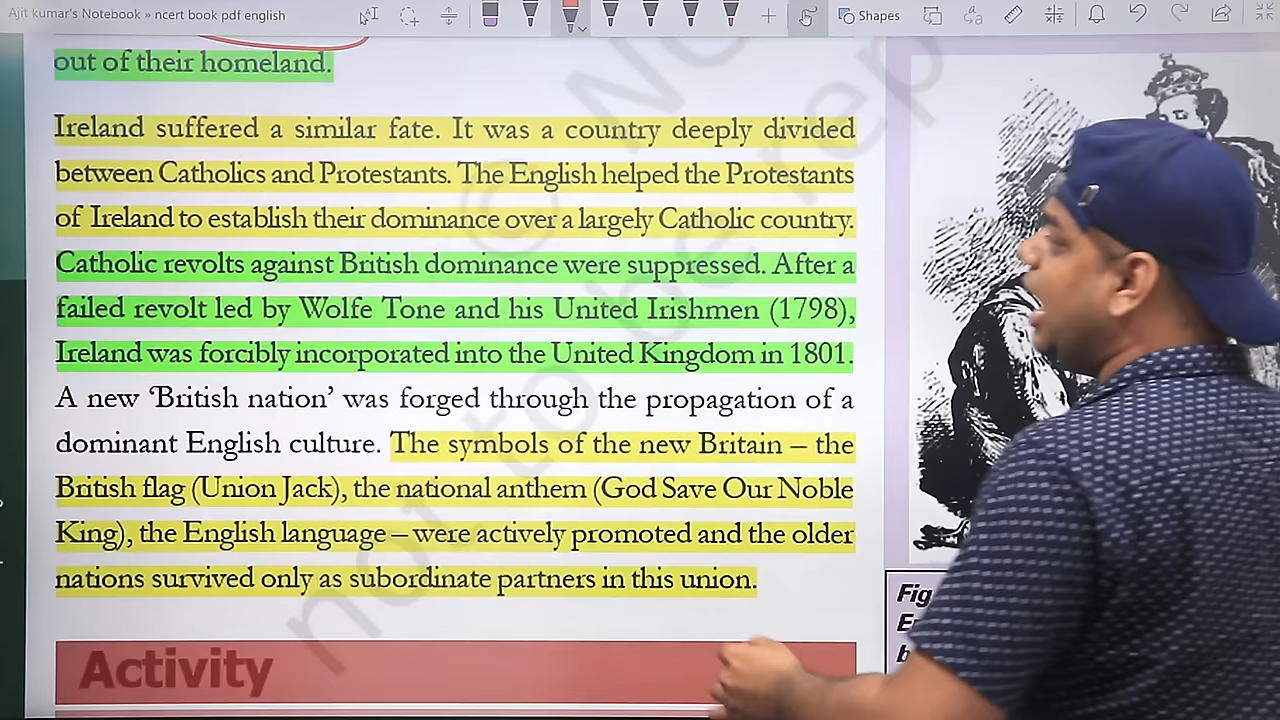 Ajit kumar's Notebook » ncert book pdf english
Shapes
out of their homeland.
Ireland suffered a similar fate. It was a country deeply divided
between Catholics and Protestants. The English helped the Protestants
of Ireland to establish their dominance over a largely Catholic country.
Catholic revolts against British dominance were suppressed. After a
failed revolt led by Wolfe Tone and his United Irishmen (1798),
Ireland was forcibly incorporated into the United Kingdom in 1801.
A new ‘British nation’ was forged through the propagation of a
dominant English culture. The symbols of the new Britain – the
British flag (Union Jack), the national anthem (God Save Our Noble
King), the English language – were actively promoted and the older
nations survived only as subordinate partners in this union.
Activity
Fig
not to be rep